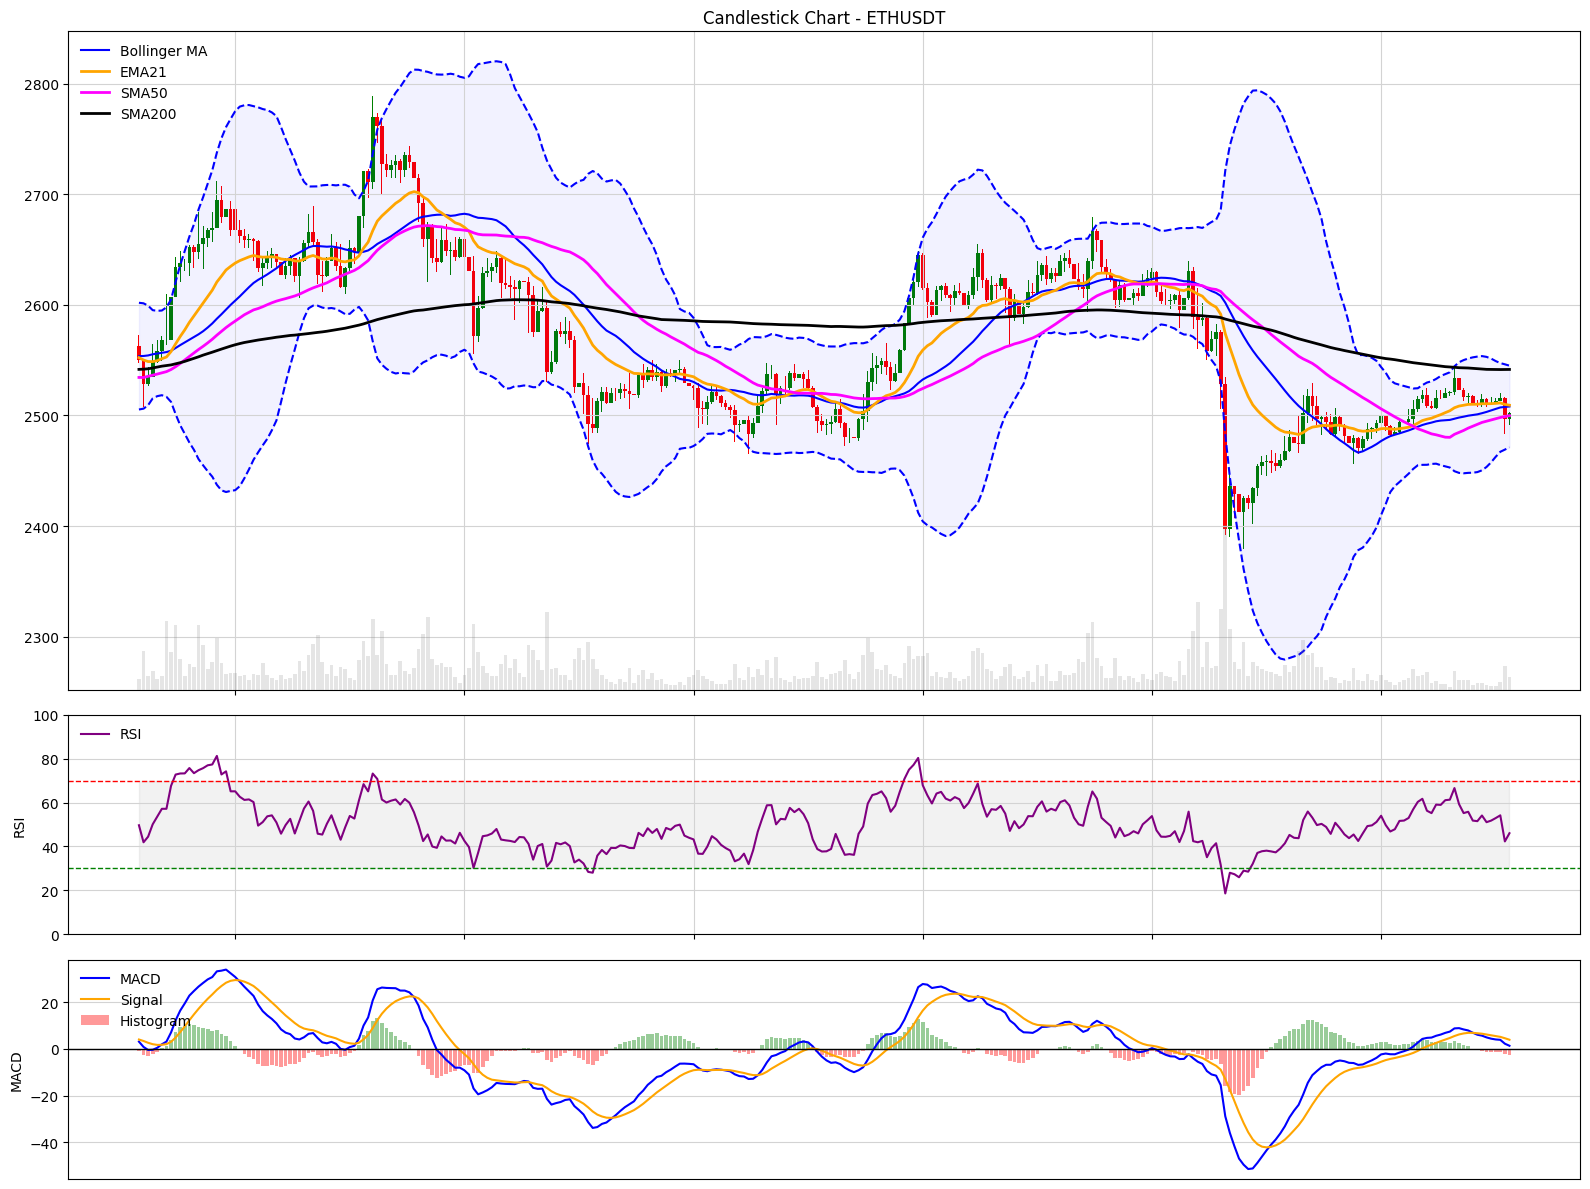 Candlestick Chart - ETHUSDT
Bollinger MA
EMA21
SMA50
SMA200
2800
2700
2600
2500
2400
2300
RSI
100
80
60
40
20
0
RSI
MACD
Signal
Histogram
20
0
−20
−40
MACD